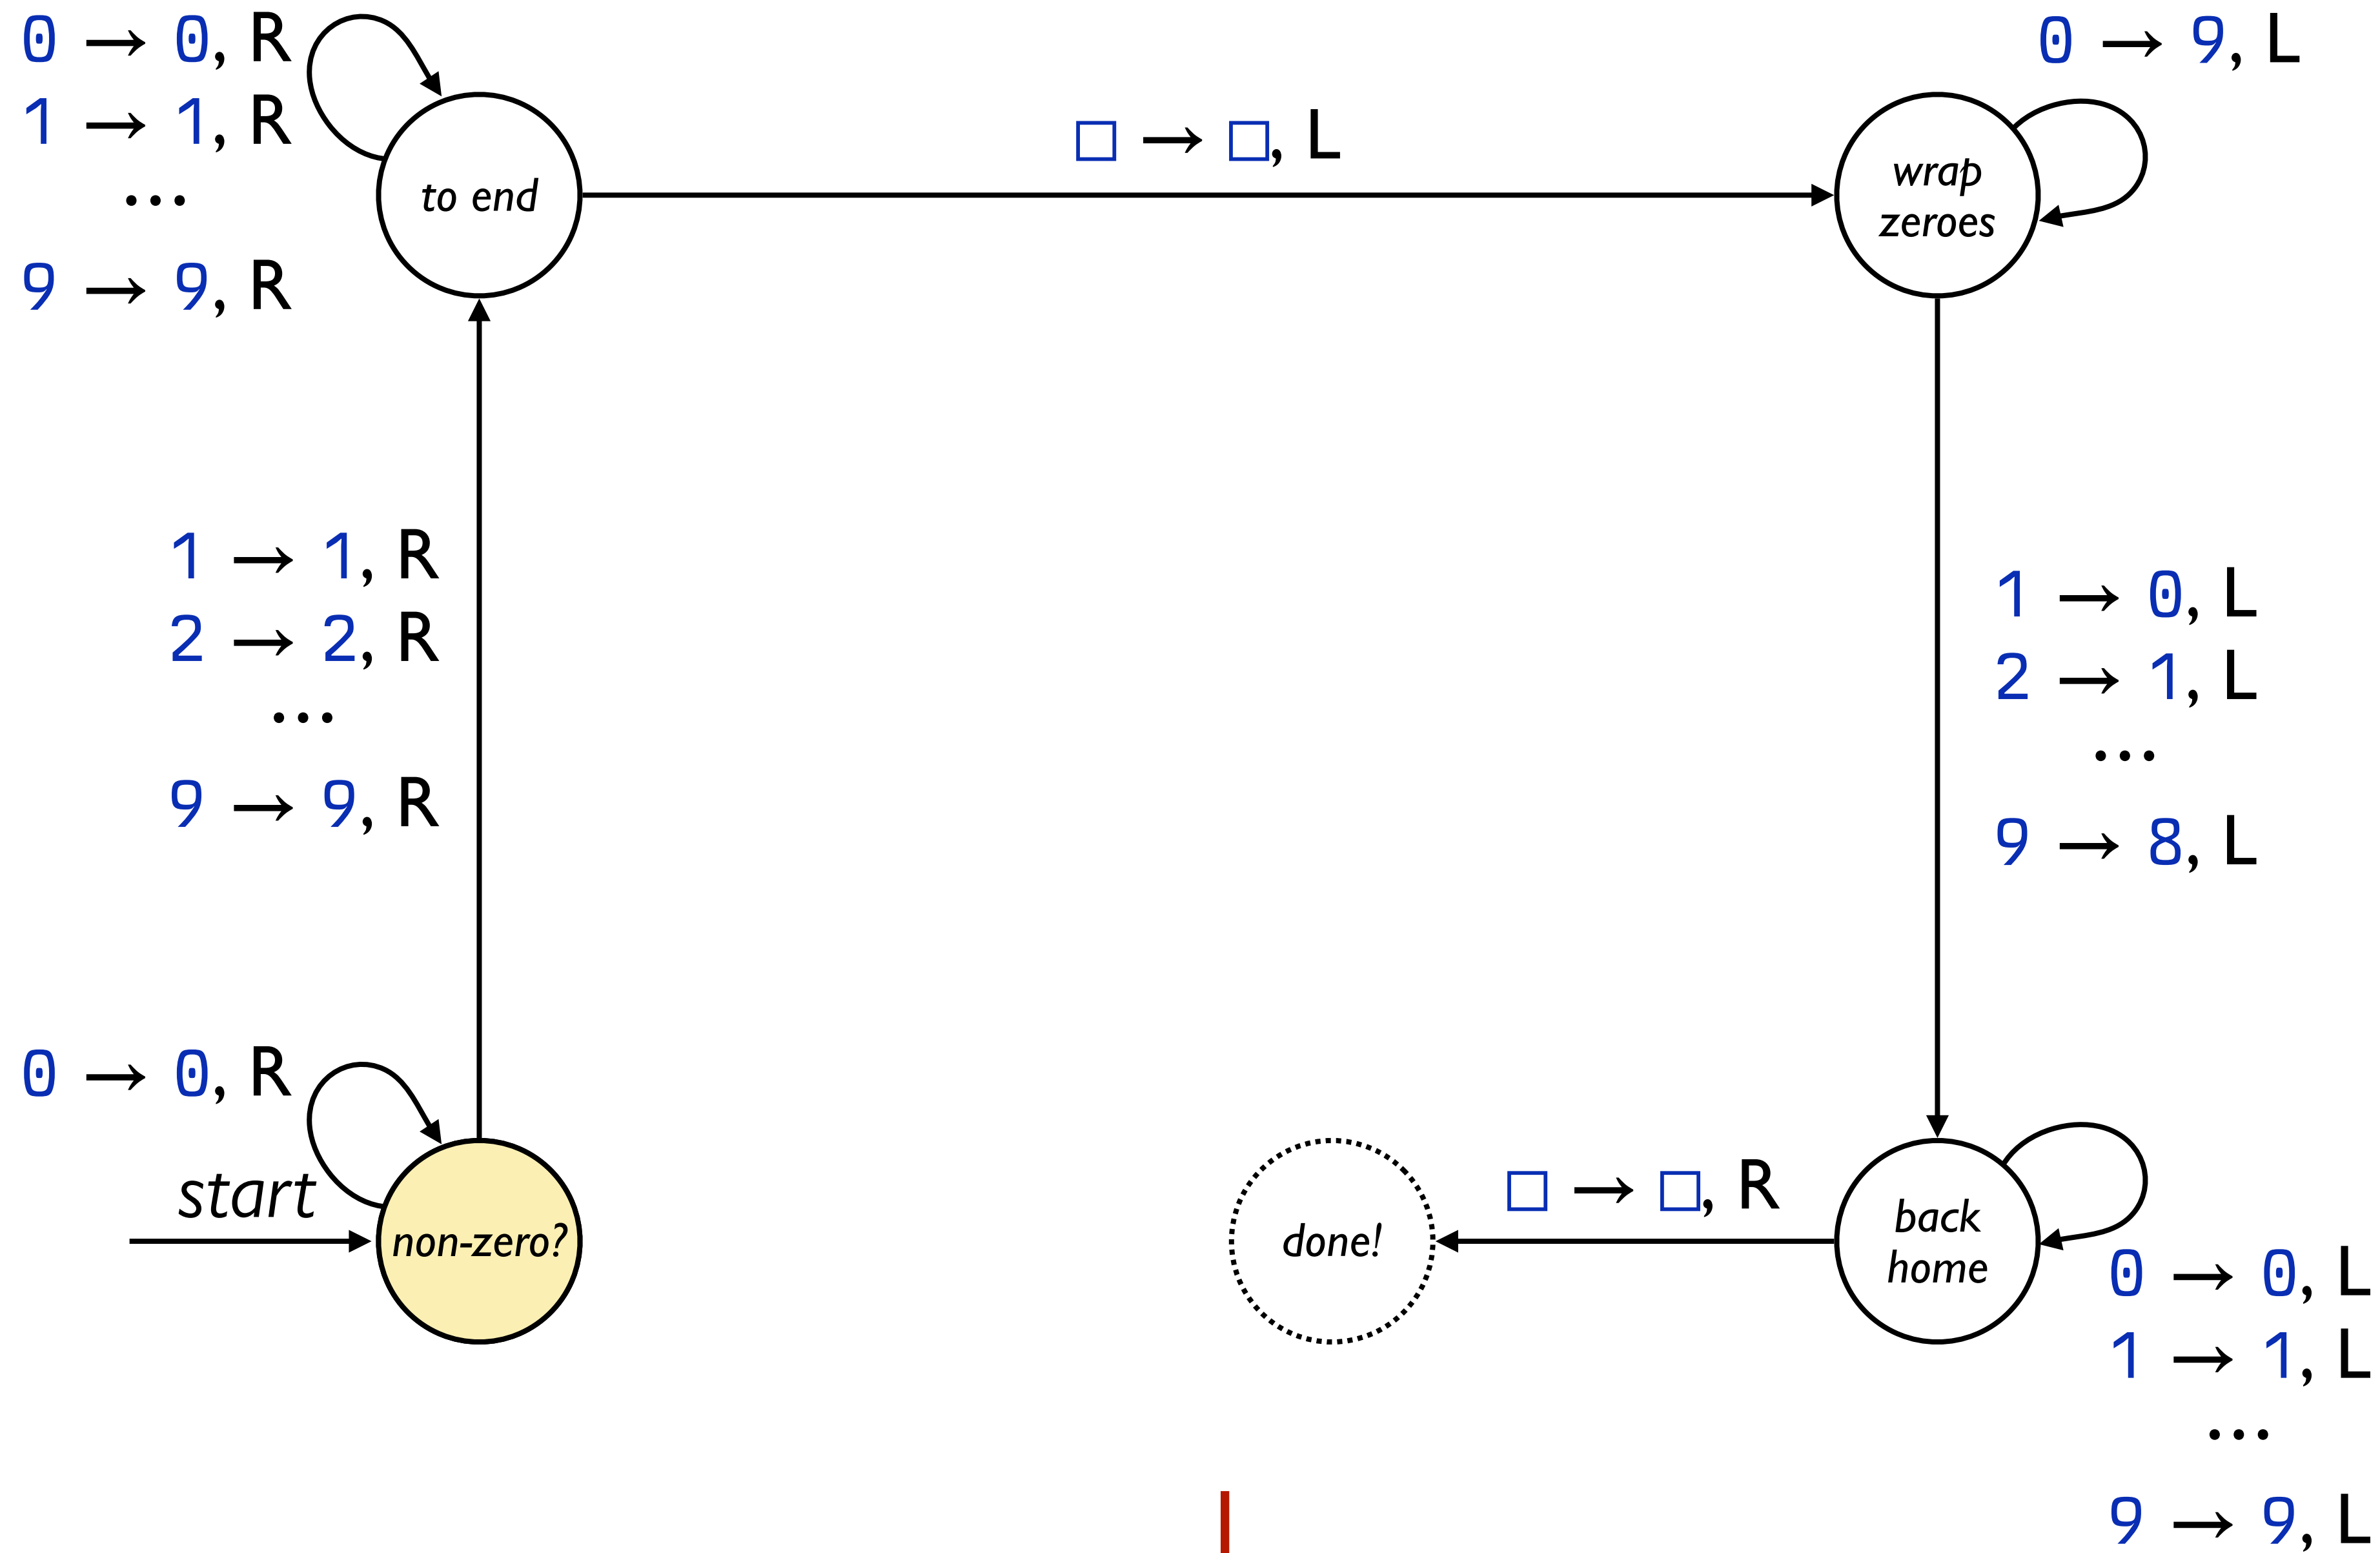 0 → 0, R
1 → 1, R
...
9 → 9, R
to end
□ → □, L
0 → 9, L
wrap
zeroes
1 → 1, R
2 → 2, R
...
9 → 9, R
1 → 0, L
2 → 1, L
...
9 → 8, L
0 → 0, R
start
non-zero?
done!
□ → □, R
back
home
0 → 0, L
1 → 1, L
...
9 → 9, L